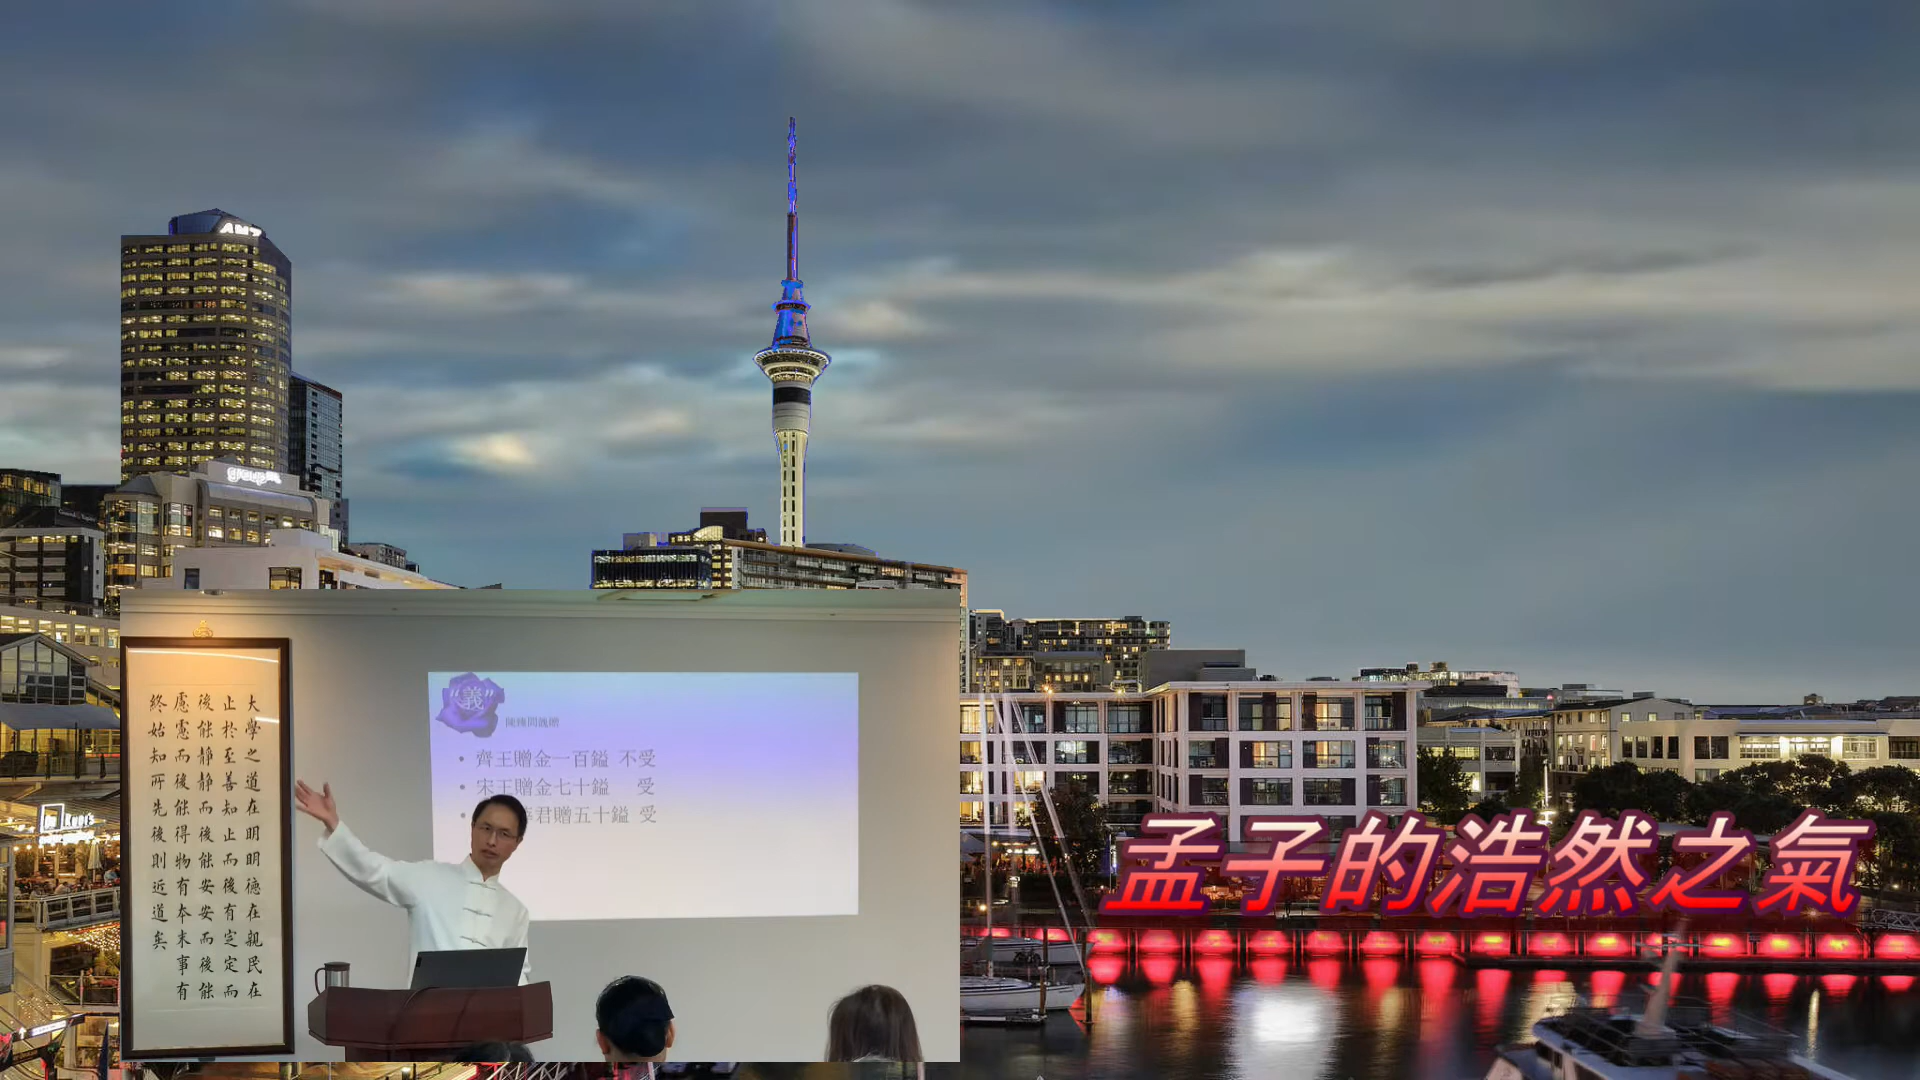 ANZ
group
大學之道在明明德在親民在
止於至善知止而後有定定而
後能靜靜而後能安安而後能
慮慮而後能得物有本末事有
終始知所先後則近道矣
“義”
• 齊王贈金一百鎰 不受
• 宋王贈金七十鎰 受
• 君贈五十鎰 受
孟子的浩然之氣